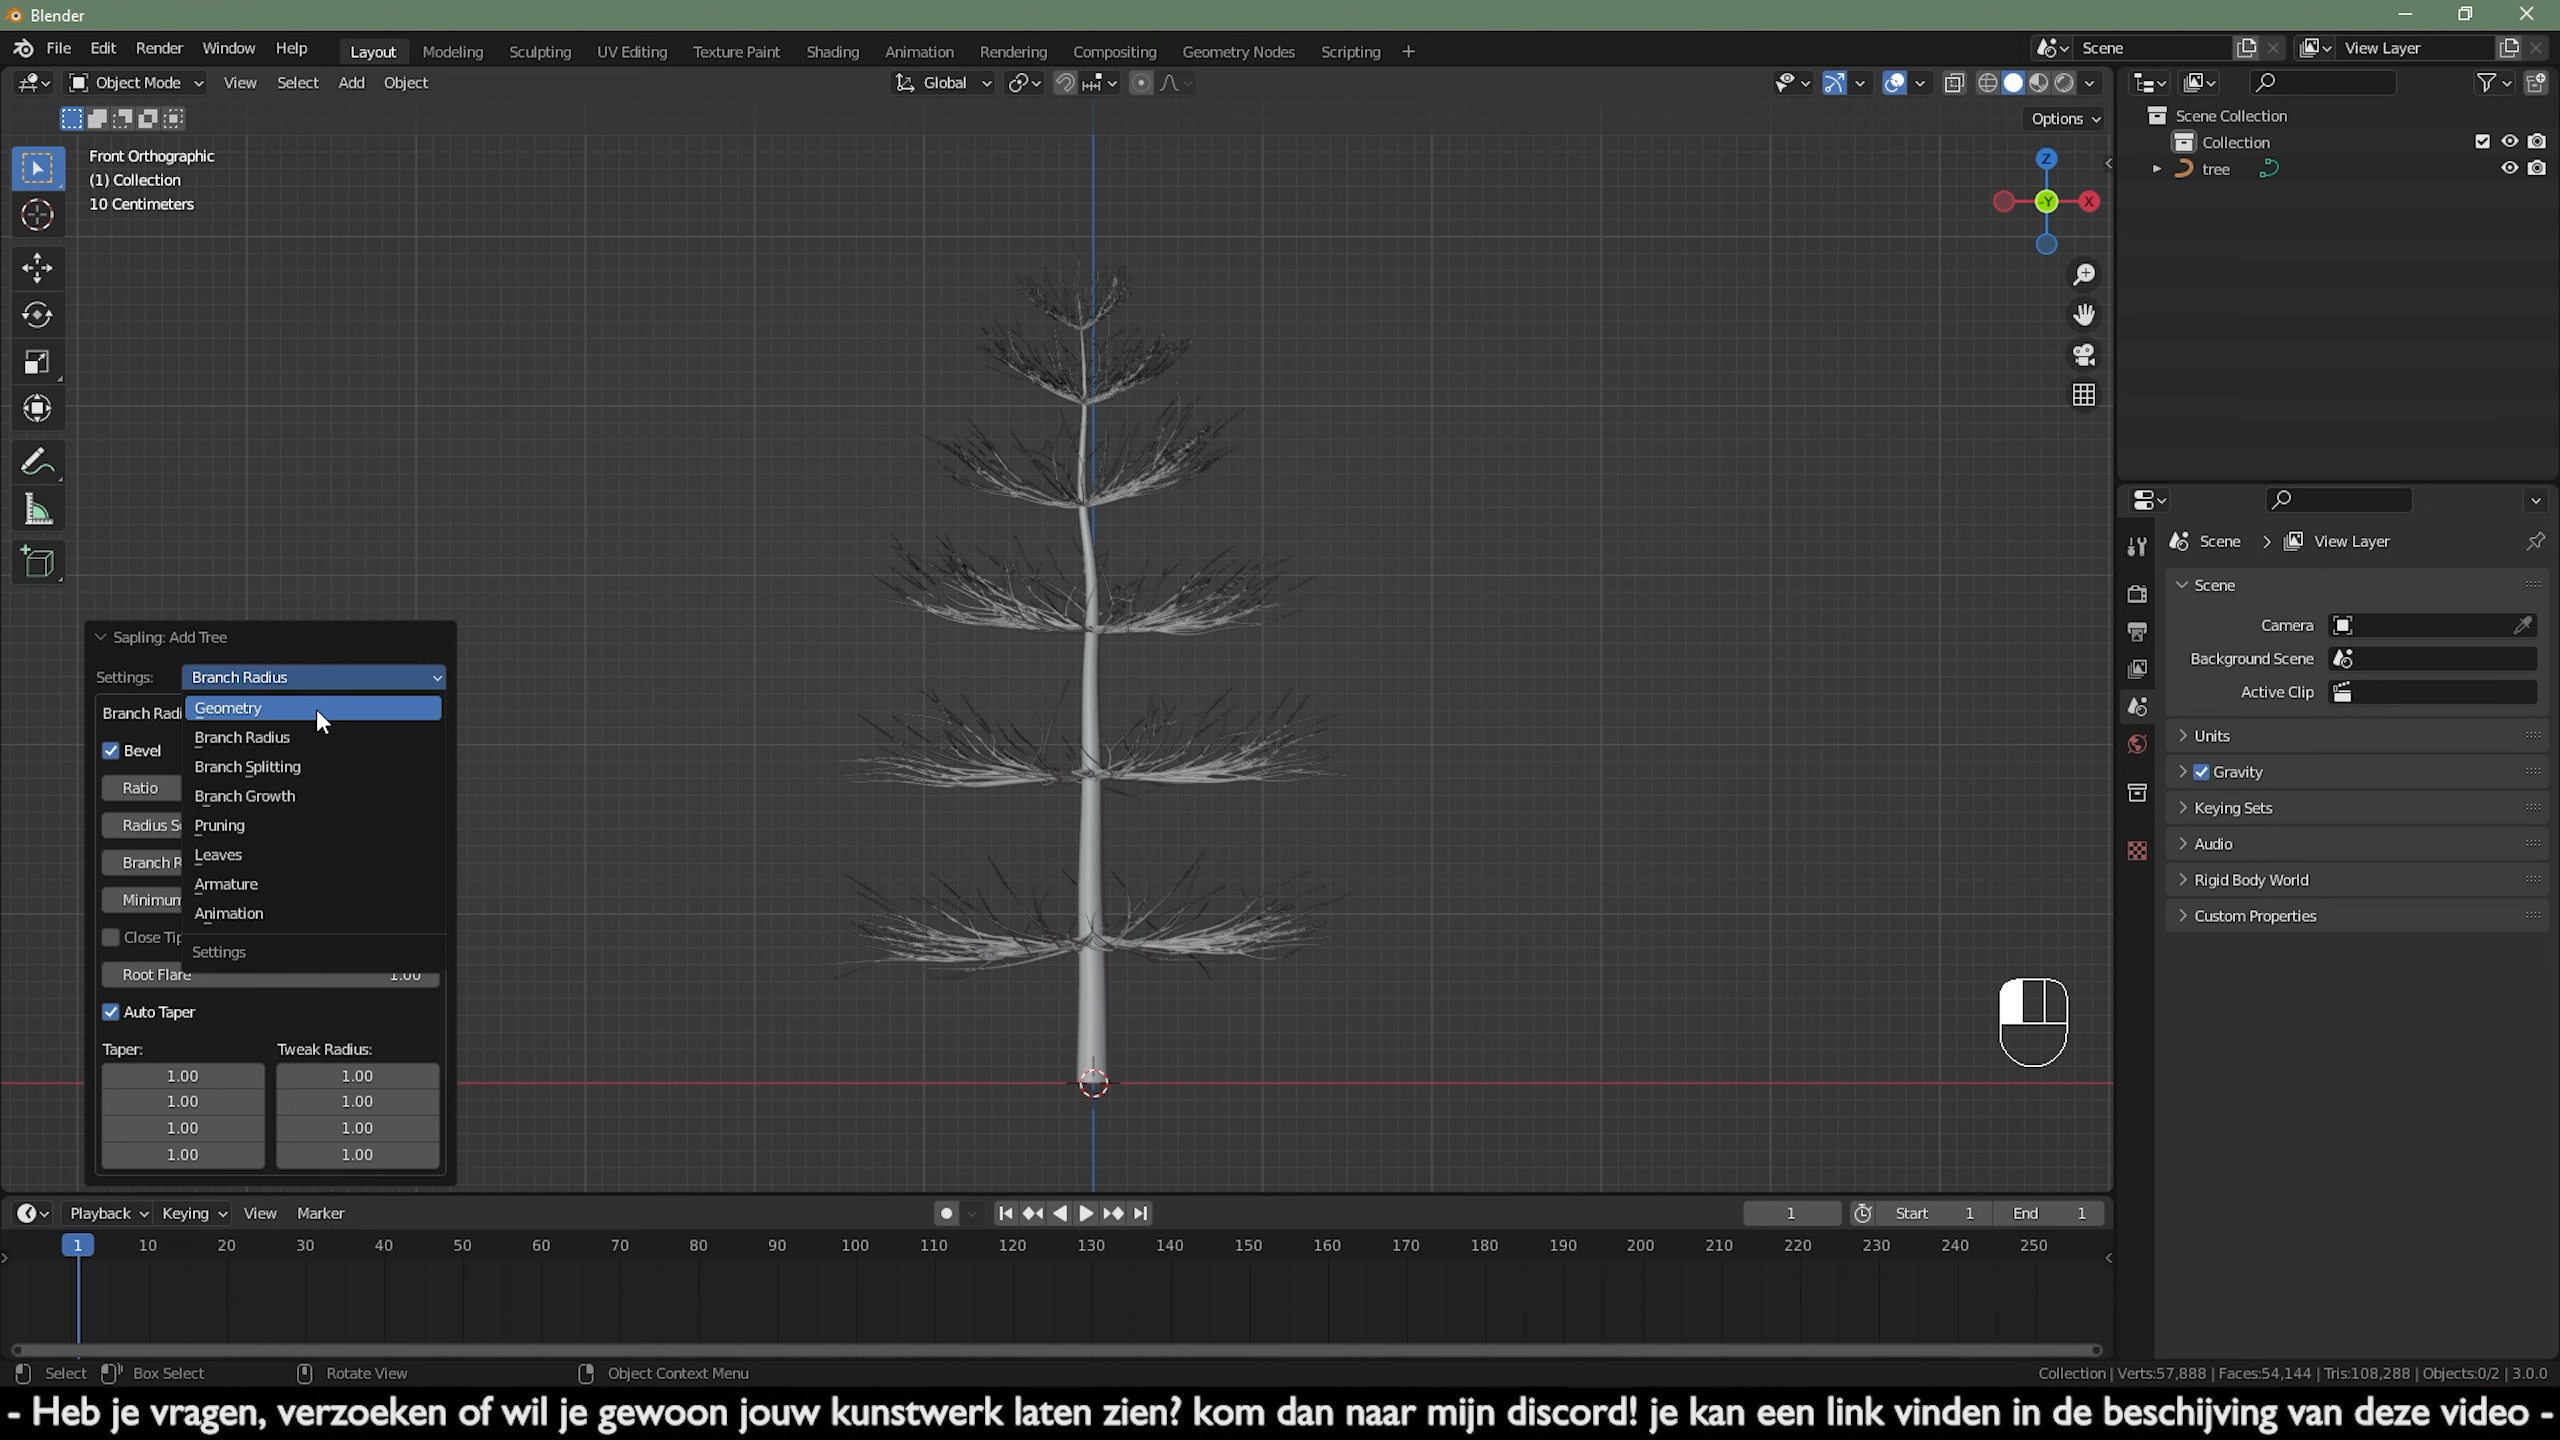 Blender
File Edit Render Window Help Layout Modeling Sculpting UV Editing Texture Paint Shading Animation Rendering Compositing Geometry Nodes Scripting + Scene View Layer
Object Mode View Select Add Object Global
Options
Front Orthographic
(1) Collection
10 Centimeters
Z
-Y
X
Scene Collection
Collection
tree
Sapling: Add Tree
Settings: Branch Radius
Branch Radi
Bevel
Ratio
Radius S
Branch R
Minimum
Close Tip
Root Flare 1.00
Auto Taper
Taper: Tweak Radius:
1.00 1.00
1.00 1.00
1.00 1.00
1.00 1.00
Geometry
Branch Radius
Branch Splitting
Branch Growth
Pruning
Leaves
Armature
Animation
Settings
Scene > View Layer
Scene
Camera
Background Scene
Active Clip
Units
Gravity
Keying Sets
Audio
Rigid Body World
Custom Properties
Playback Keying View Marker 1 Start 1 End 1
1 10 20 30 40 50 60 70 80 90 100 110 120 130 140 150 160 170 180 190 200 210 220 230 240 250
Select Box Select Rotate View Object Context Menu Collection | Verts:57,888 | Faces:54,144 | Tris:108,288 | Objects:0/2 | 3.0.0
- Heb je vragen, verzoeken of wil je gewoon jouw kunstwerk laten zien? kom dan naar mijn discord! je kan een link vinden in de beschijving van deze video -